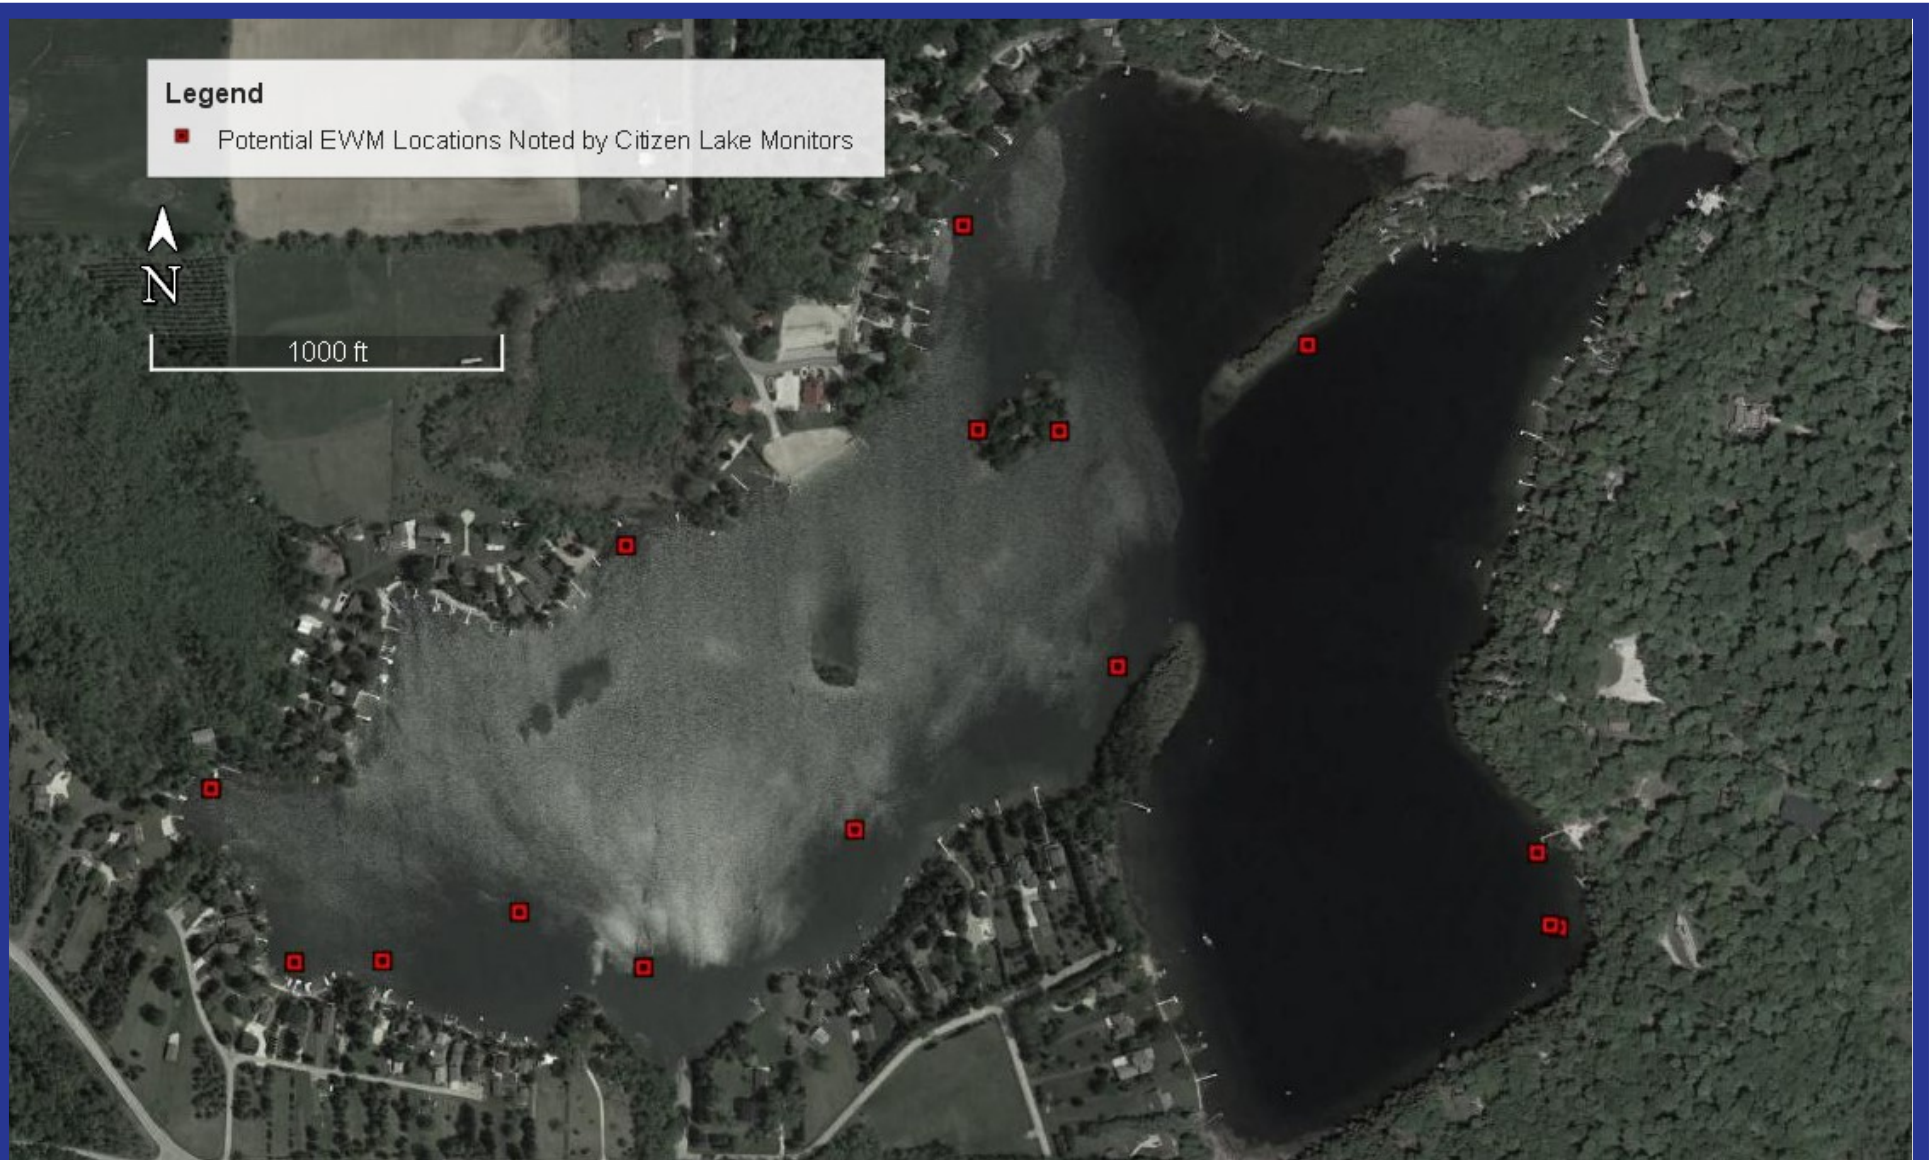 Legend
Potential EWM Locations Noted by Citizen Lake Monitors
N
1000 ft